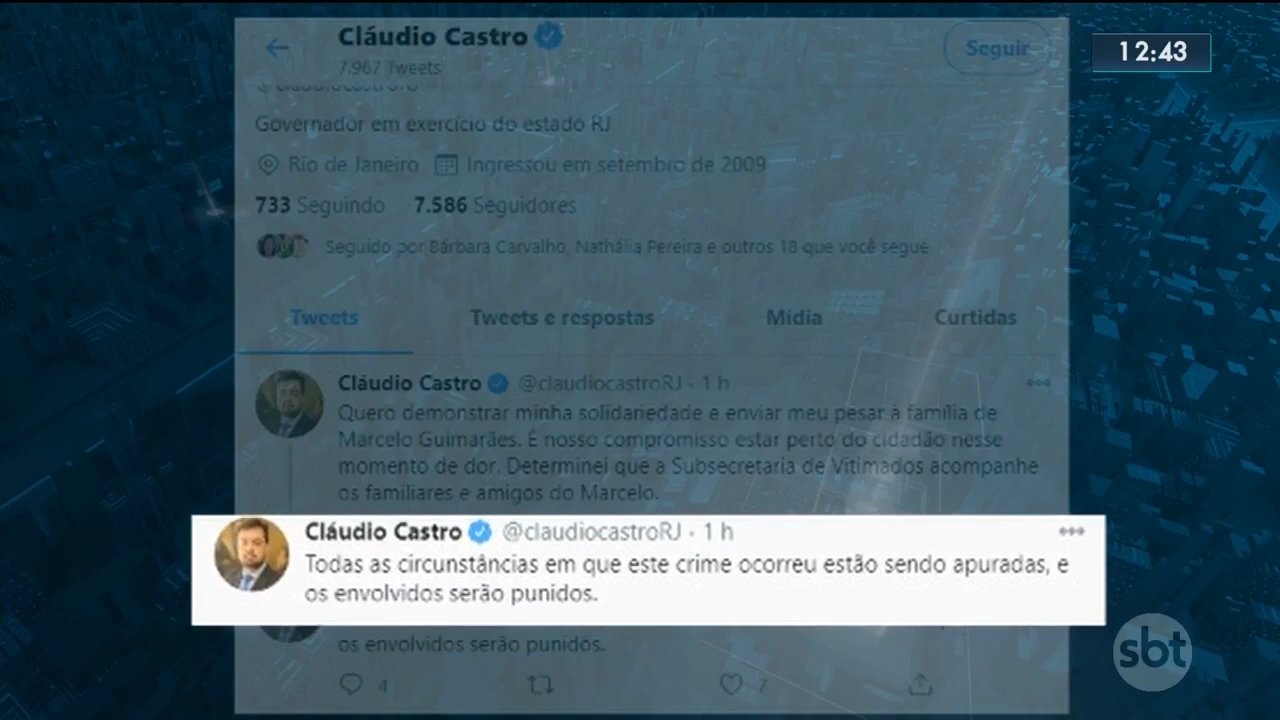 Cláudio Castro
Seguir
12:43
7.967 Tweets
@claudiocastroRJ
Governador em exercício do estado RJ
Rio de Janeiro Ingressou em setembro de 2009
733 Seguindo 7.586 Seguidores
Seguido por Bárbara Carvalho, Nathália Pereira e outros 18 que você segue
Tweets Tweets e respostas Mídia Curtidas
Cláudio Castro @claudiocastroRJ · 1 h
Quero demonstrar minha solidariedade e enviar meu pesar à família de
Marcelo Guimarães. É nosso compromisso estar perto do cidadão nesse
momento de dor. Determinei que a Subsecretaria de Vitimados acompanhe
os familiares e amigos do Marcelo.
Cláudio Castro @claudiocastroRJ · 1 h
Todas as circunstâncias em que este crime ocorreu estão sendo apuradas, e
os envolvidos serão punidos.
os envolvidos serão punidos.
4 7
sbt